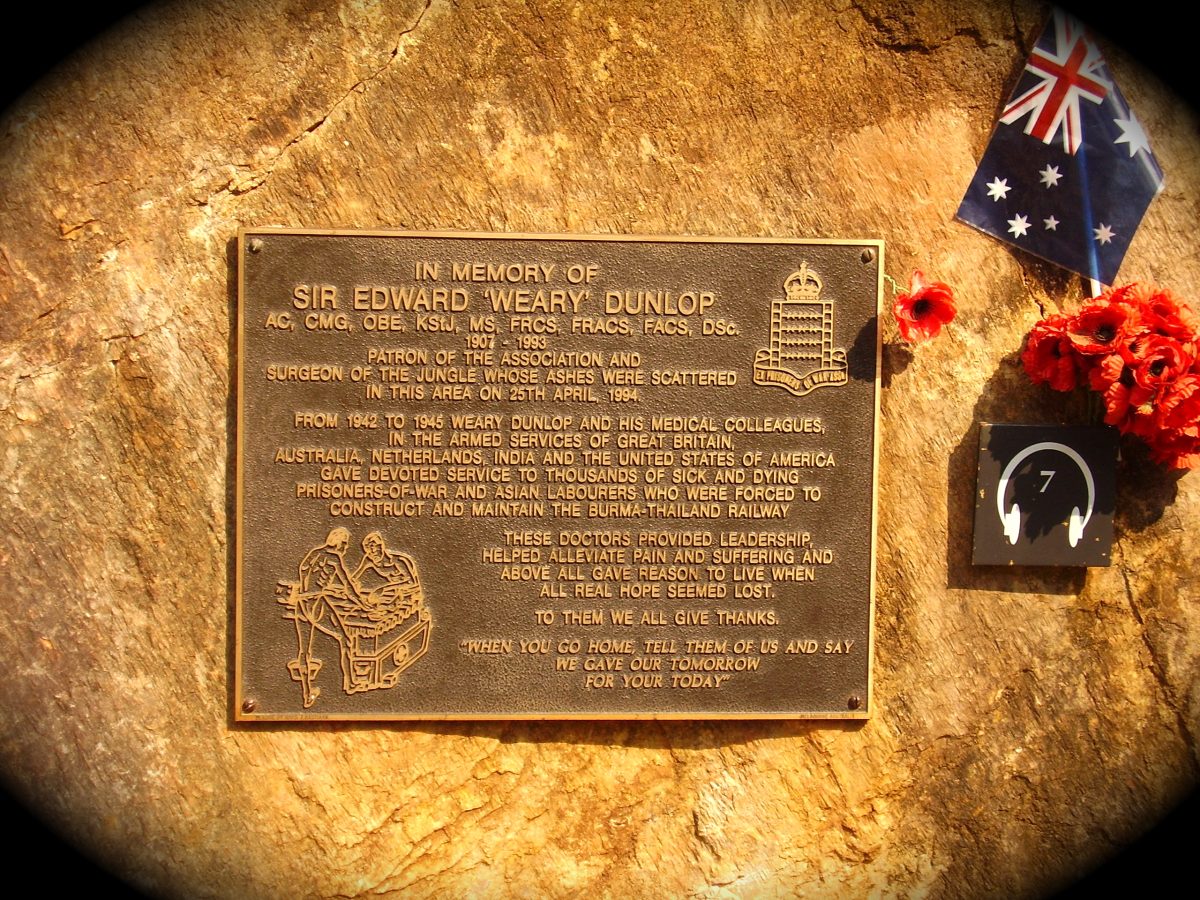 IN MEMORY OF
SIR EDWARD 'WEARY' DUNLOP
AC, CMG, OBE, KStJ, MS, FRCS, FRACS, FACS, DSc.
1907 - 1993
PATRON OF THE ASSOCIATION AND
SURGEON OF THE JUNGLE WHOSE ASHES WERE SCATTERED
IN THIS AREA ON 25TH APRIL, 1994.
EX PRISONERS OF WAR ASSN
FROM 1942 TO 1945 WEARY DUNLOP AND HIS MEDICAL COLLEAGUES,
IN THE ARMED SERVICES OF GREAT BRITAIN,
AUSTRALIA, NETHERLANDS, INDIA AND THE UNITED STATES OF AMERICA
GAVE DEVOTED SERVICE TO THOUSANDS OF SICK AND DYING
PRISONERS-OF-WAR AND ASIAN LABOURERS WHO WERE FORCED TO
CONSTRUCT AND MAINTAIN THE BURMA-THAILAND RAILWAY
THESE DOCTORS PROVIDED LEADERSHIP,
HELPED ALLEVIATE PAIN AND SUFFERING AND
ABOVE ALL GAVE REASON TO LIVE WHEN
ALL REAL HOPE SEEMED LOST.
TO THEM WE ALL GIVE THANKS.
"WHEN YOU GO HOME, TELL THEM OF US AND SAY
WE GAVE OUR TOMORROW
FOR YOUR TODAY"
7